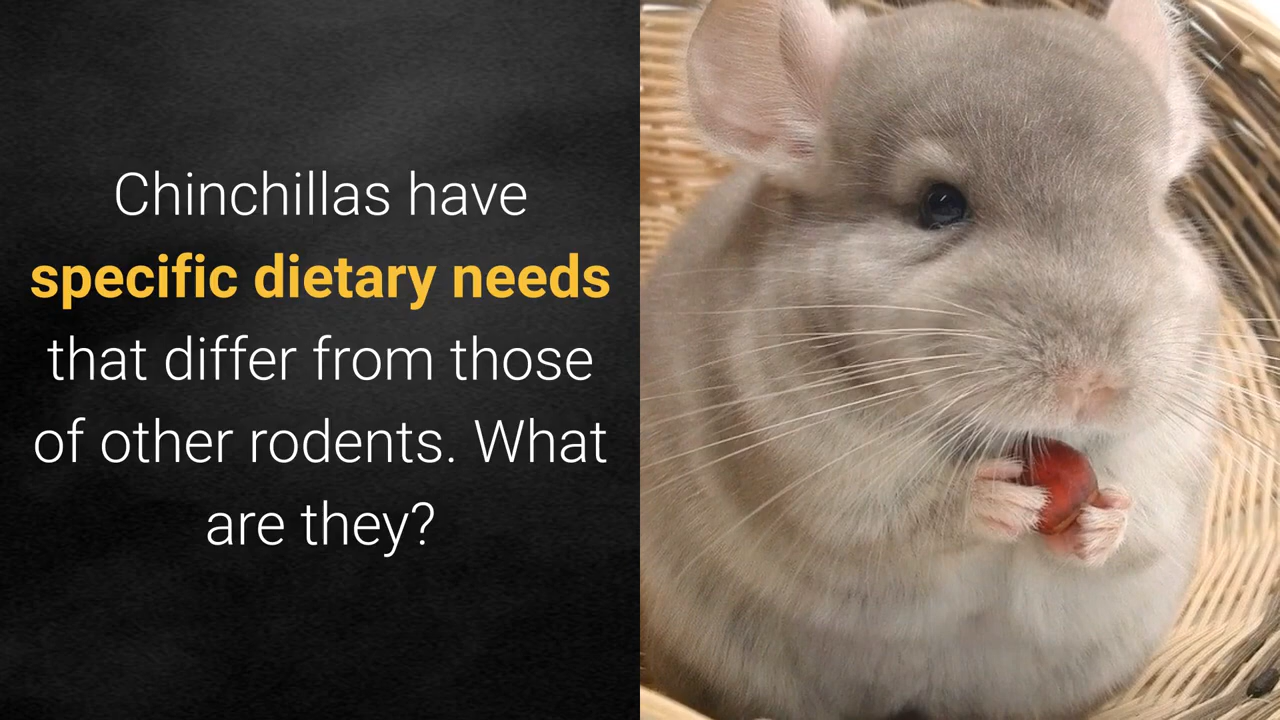 Chinchillas have
specific dietary needs
that differ from those
of other rodents. What
are they?